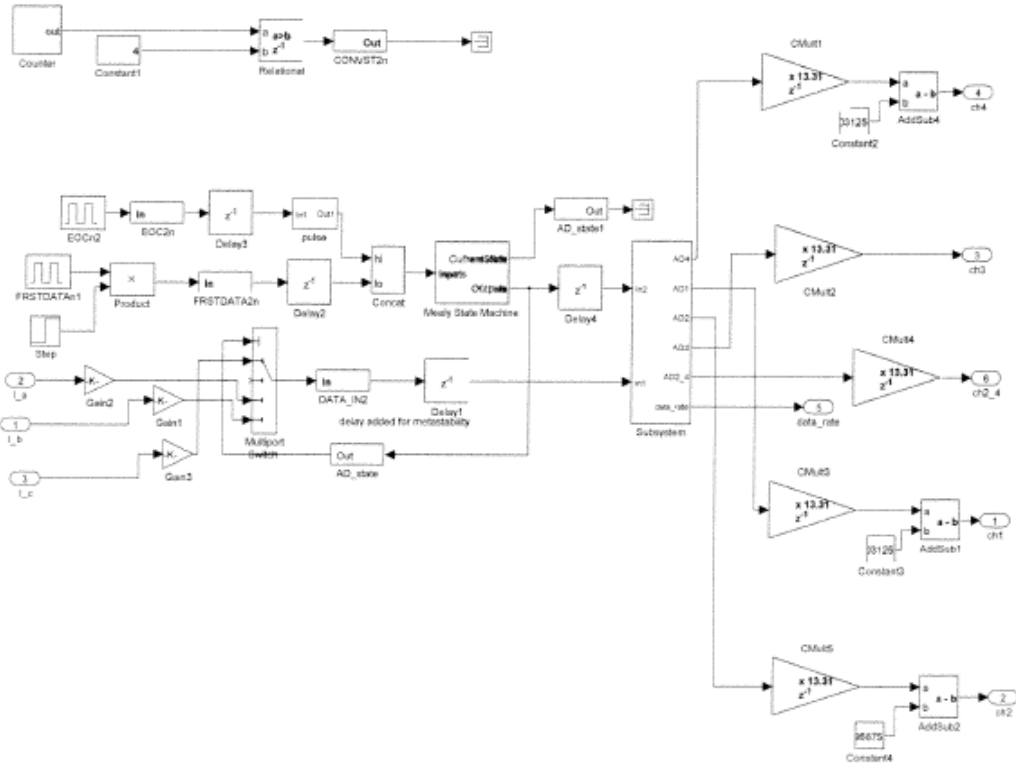 out
Counter
4
Constant1
a
b
a>b
z-1
Relational
Out
CONVST2n
CMult1
x 13.31
z-1
a
b
a - b
AddSub4
4
ch4
Constant2
EOCn2
In
EOC2n
z-1
Delay3
In1
Out1
pulse
FRSTDATAn1
×
Product
In
FRSTDATA2n
z-1
Delay2
hi
lo
Concat
Inputs
Mealy State Machine
Out
AD_state1
z-1
Delay4
Step
In2
In1
AD4
AD1
AD2
AD3
AD2_4
data_rate
Subsystem
x 13.31
z-1
CMult2
3
ch3
CMult4
x 13.31
z-1
6
ch2_4
5
data_rate
2
I_a
-K-
Gain2
1
I_b
-K-
Gain1
3
I_c
-K-
Gain3
Multiport
Switch
In
DATA_IN2
z-1
Delay1
delay added for metastability
Out
AD_state
CMult3
x 13.31
z-1
a
b
a - b
AddSub1
1
ch1
Constant3
CMult5
x 13.31
z-1
a
b
a - b
AddSub2
2
ch2
Constant4